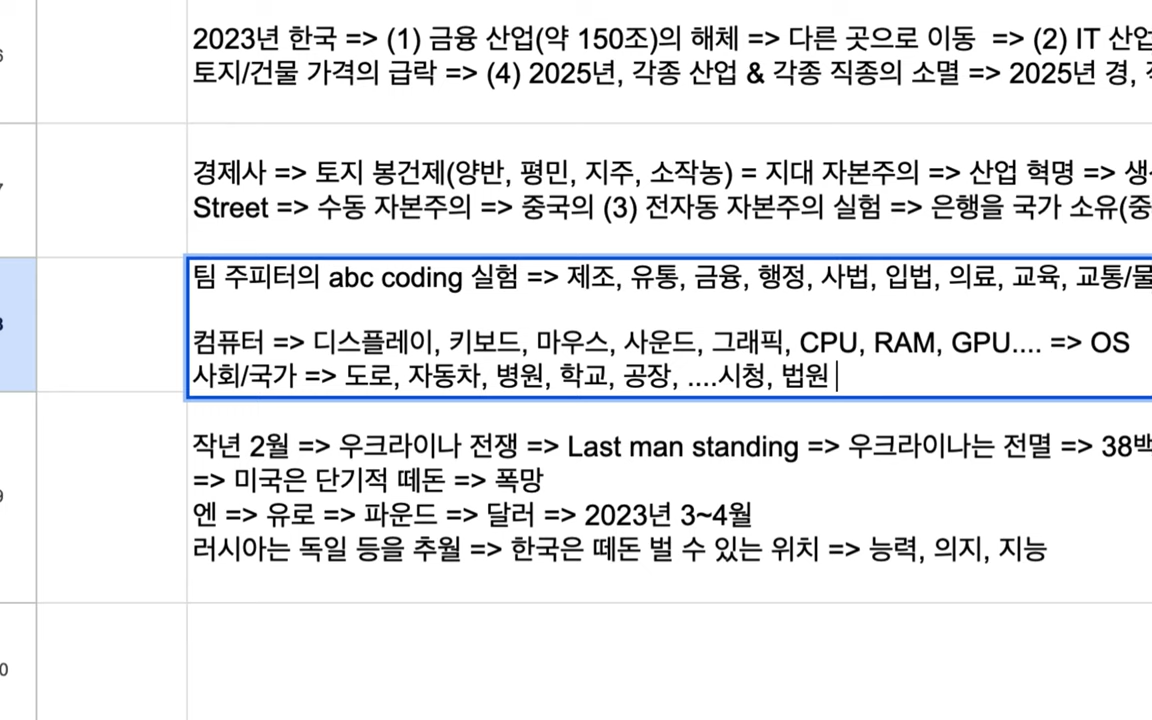 6
2023년 한국 => (1) 금융 산업(약 150조)의 해체 => 다른 곳으로 이동 => (2) IT 산업
토지/건물 가격의 급락 => (4) 2025년, 각종 산업 & 각종 직종의 소멸 => 2025년 경,
7
경제사 => 토지 봉건제(양반, 평민, 지주, 소작농) = 지대 자본주의 => 산업 혁명 =>
Street => 수동 자본주의 => 중국의 (3) 전자동 자본주의 실험 => 은행을 국가 소유(중
8
팀 주피터의 abc coding 실험 => 제조, 유통, 금융, 행정, 사법, 입법, 의료, 교육, 교통/물
컴퓨터 => 디스플레이, 키보드, 마우스, 사운드, 그래픽, CPU, RAM, GPU.... => OS
사회/국가 => 도로, 자동차, 병원, 학교, 공장, ....시청, 법원
9
작년 2월 => 우크라이나 전쟁 => Last man standing => 우크라이나는 전멸 => 38백
=> 미국은 단기적 떼돈 => 폭망
엔 => 유로 => 파운드 => 달러 => 2023년 3~4월
러시아는 독일 등을 추월 => 한국은 떼돈 벌 수 있는 위치 => 능력, 의지, 지능
0